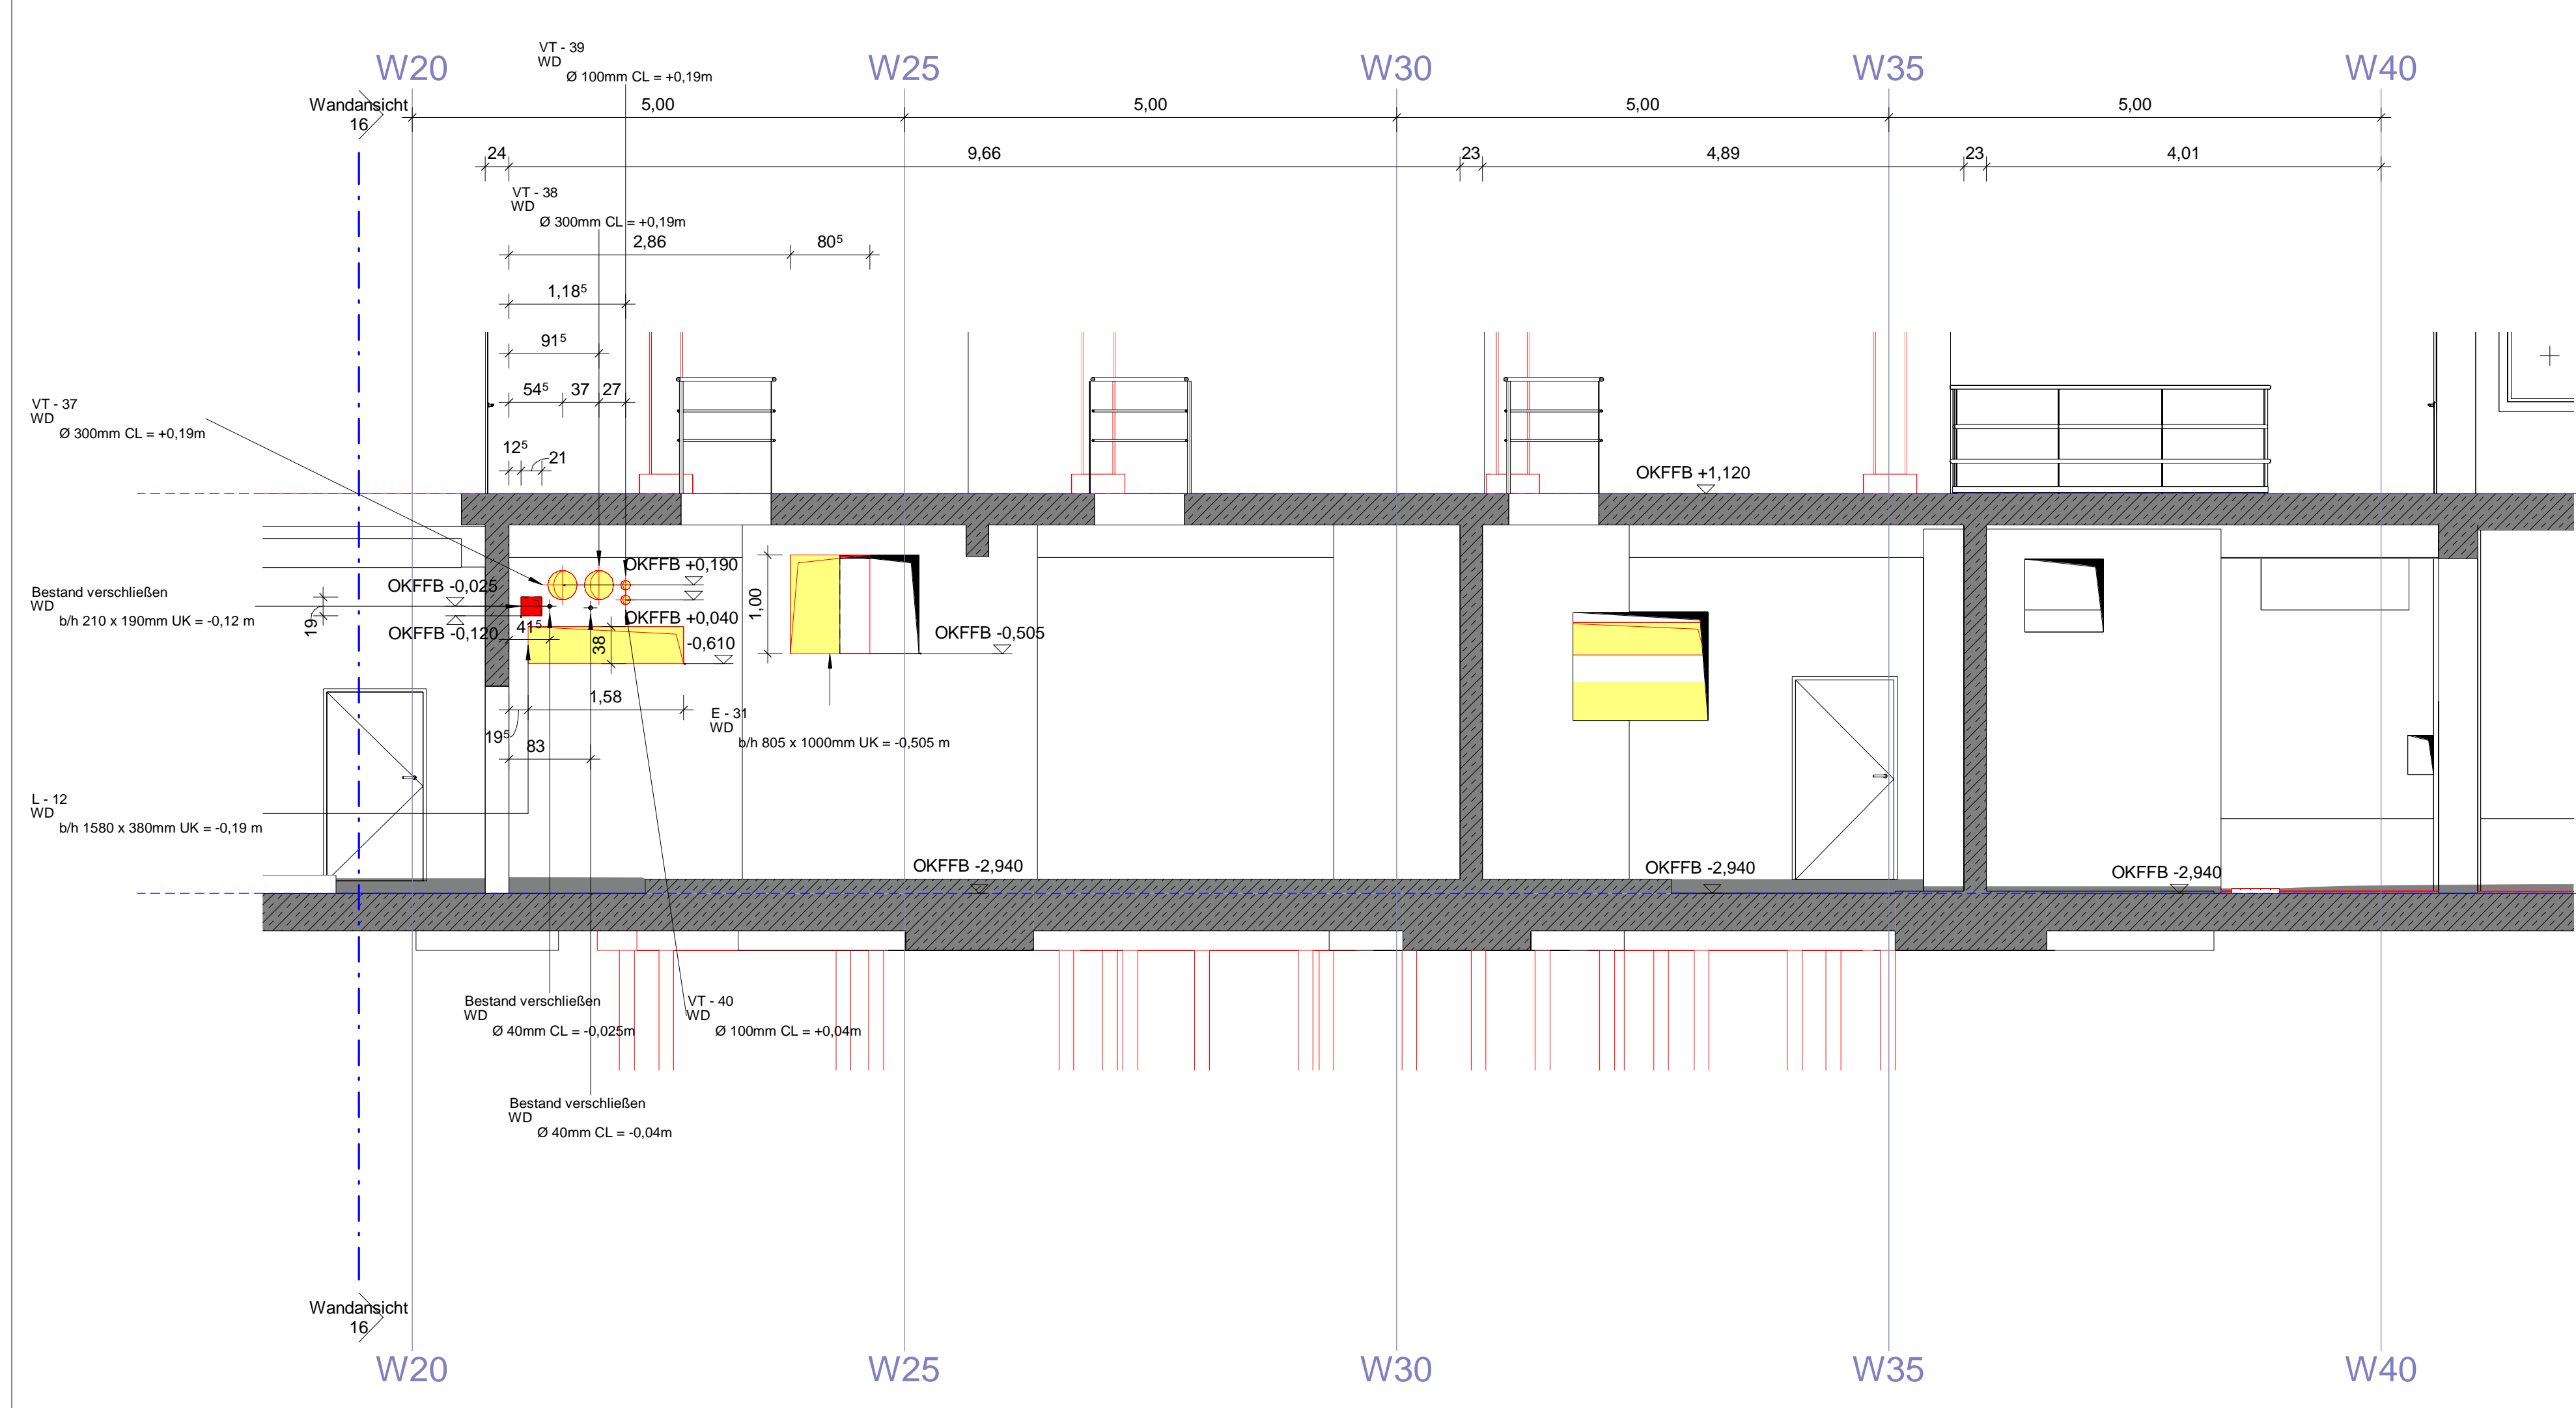 VT - 39
WD
Ø 100mm CL = +0,19m
W20
W25
W30
W35
W40
Wandansicht
16
5,00
5,00
5,00
5,00
24
9,66
23
4,89
23
4,01
VT - 38
WD
Ø 300mm CL = +0,19m
2,86
80⁵
1,18⁵
91⁵
54⁵
37
27
VT - 37
WD
Ø 300mm CL = +0,19m
12⁵
21
OKFFB +1,120
OKFFB +0,190
OKFFB -0,025
Bestand verschließen
WD
b/h 210 x 190mm UK = -0,12 m
19
1,00
OKFFB +0,040
OKFFB -0,120
41⁵
38
-0,610
OKFFB -0,505
1,58
19⁵
83
E - 31
WD
b/h 805 x 1000mm UK = -0,505 m
L - 12
WD
b/h 1580 x 380mm UK = -0,19 m
OKFFB -2,940
OKFFB -2,940
OKFFB -2,940
Bestand verschließen
WD
Ø 40mm CL = -0,025m
VT - 40
WD
Ø 100mm CL = +0,04m
Bestand verschließen
WD
Ø 40mm CL = -0,04m
Wandansicht
16
W20
W25
W30
W35
W40